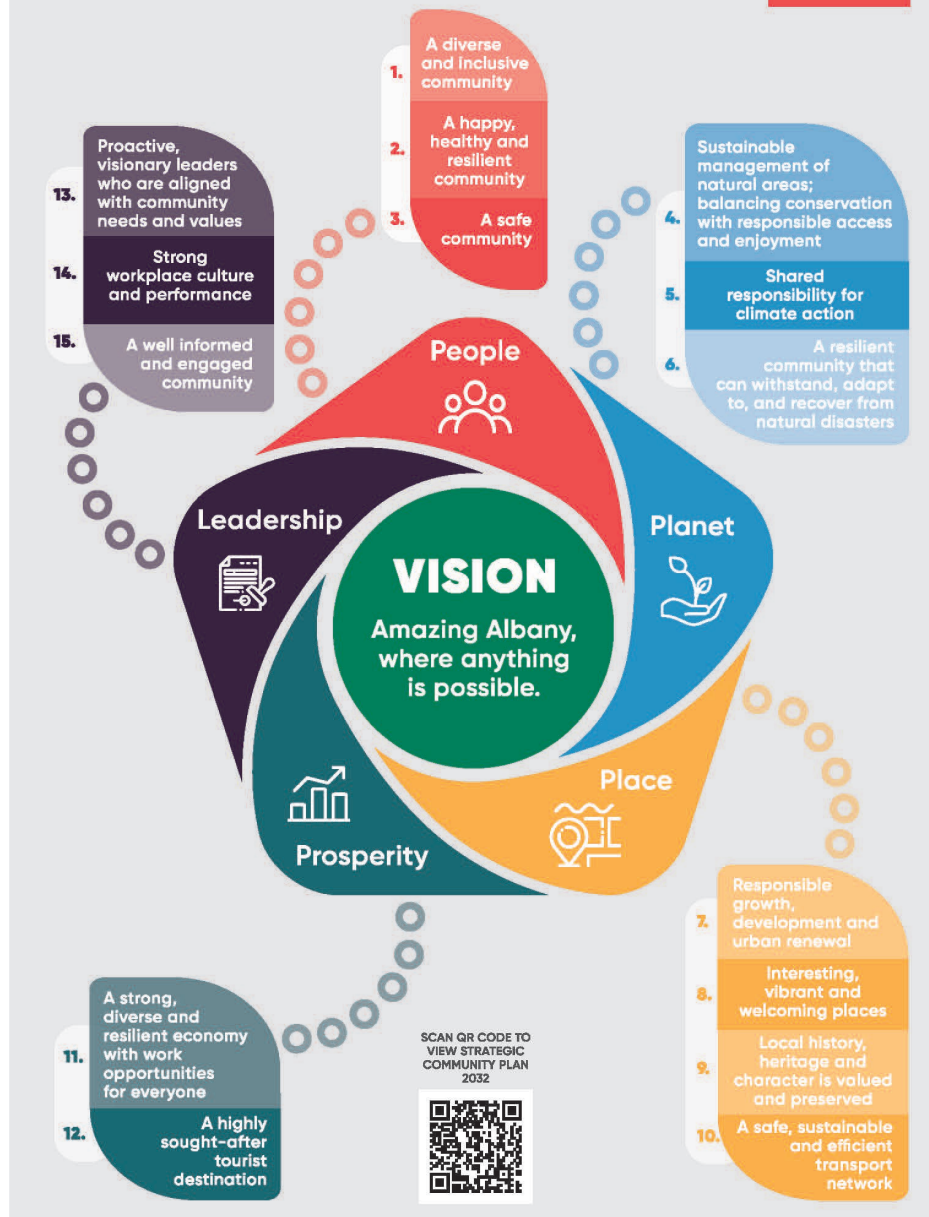 1.
A diverse
and inclusive
community
2.
A happy,
healthy and
resilient
community
3.
A safe
community
4.
Sustainable
management of
natural areas;
balancing conservation
with responsible access
and enjoyment
5.
Shared
responsibility for
climate action
6.
A resilient
community that
can withstand, adapt
to, and recover from
natural disasters
13.
Proactive,
visionary leaders
who are aligned
with community
needs and values
14.
Strong
workplace culture
and performance
15.
A well informed
and engaged
community
People
Leadership
Planet
VISION
Amazing Albany,
where anything
is possible.
Place
Prosperity
7.
Responsible
growth,
development and
urban renewal
8.
Interesting,
vibrant and
welcoming places
9.
Local history,
heritage and
character is valued
and preserved
10.
A safe, sustainable
and efficient
transport
network
11.
A strong,
diverse and
resilient economy
with work
opportunities
for everyone
12.
A highly
sought-after
tourist
destination
SCAN QR CODE TO
VIEW STRATEGIC
COMMUNITY PLAN
2032